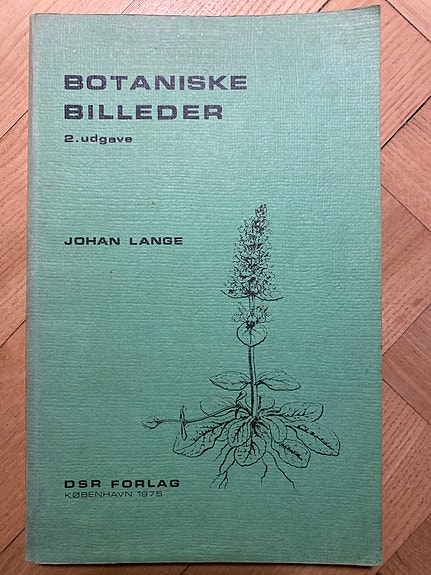 BOTANISKE
BILLEDER
2.udgave
JOHAN LANGE
DSR FORLAG
KØBENHAVN 1975